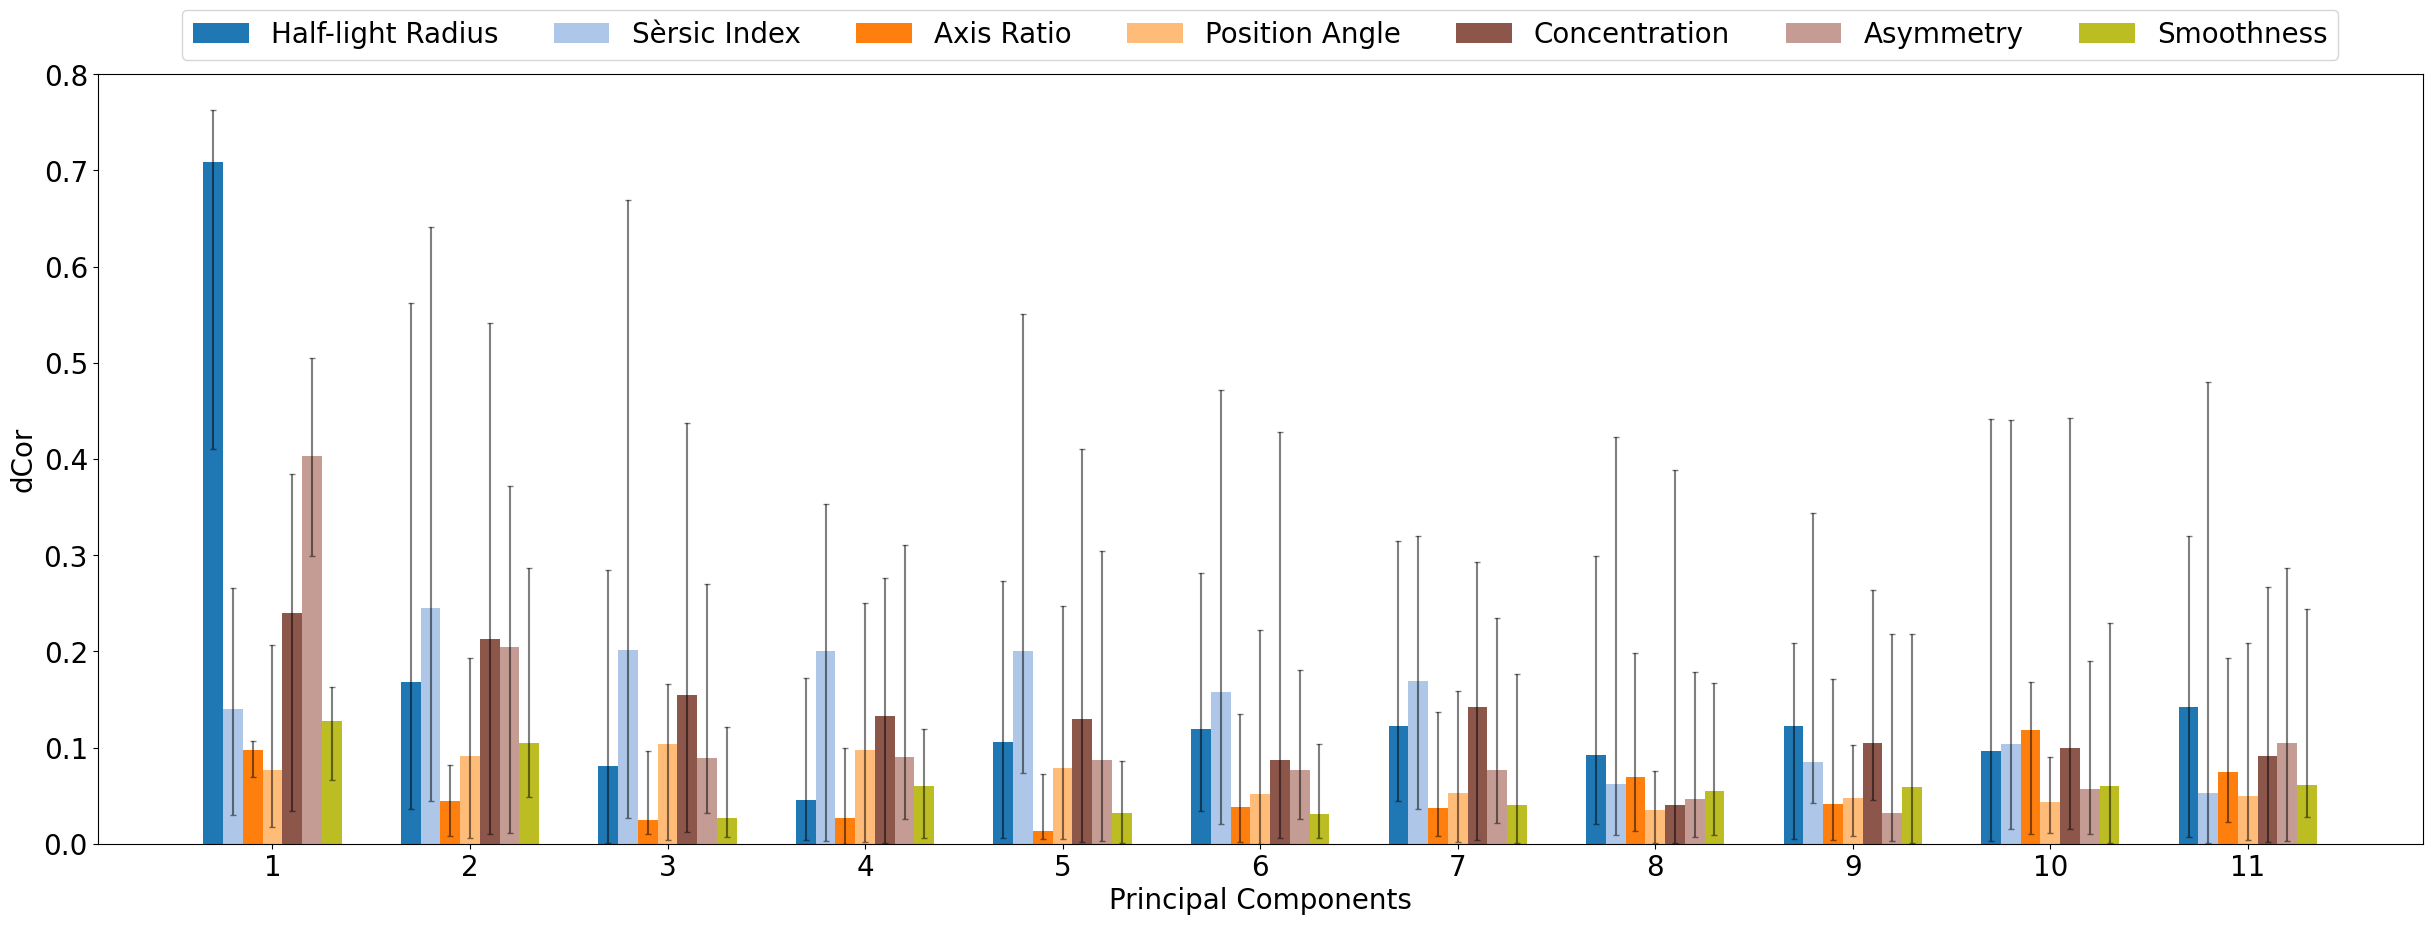 Half-light Radius Sèrsic Index Axis Ratio Position Angle Concentration Asymmetry Smoothness
0.8
0.7
0.6
0.5
0.4
0.3
0.2
0.1
0.0
dCor
1 2 3 4 5 6 7 8 9 10 11
Principal Components